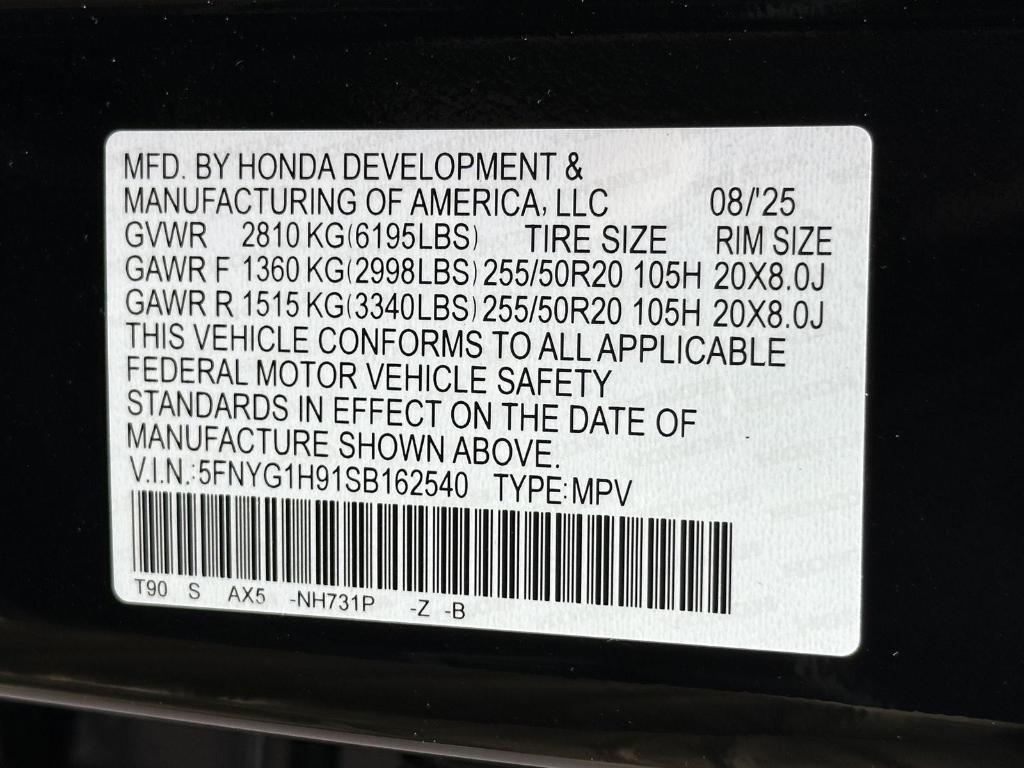 MFD. BY HONDA DEVELOPMENT &
MANUFACTURING OF AMERICA, LLC 08/'25
GVWR 2810 KG(6195LBS) TIRE SIZE RIM SIZE
GAWR F 1360 KG(2998LBS) 255/50R20 105H 20X8.0J
GAWR R 1515 KG(3340LBS) 255/50R20 105H 20X8.0J
THIS VEHICLE CONFORMS TO ALL APPLICABLE
FEDERAL MOTOR VEHICLE SAFETY
STANDARDS IN EFFECT ON THE DATE OF
MANUFACTURE SHOWN ABOVE.
V.I.N.:5FNYG1H91SB162540 TYPE:MPV
T90 S AX5 -NH731P -Z -B